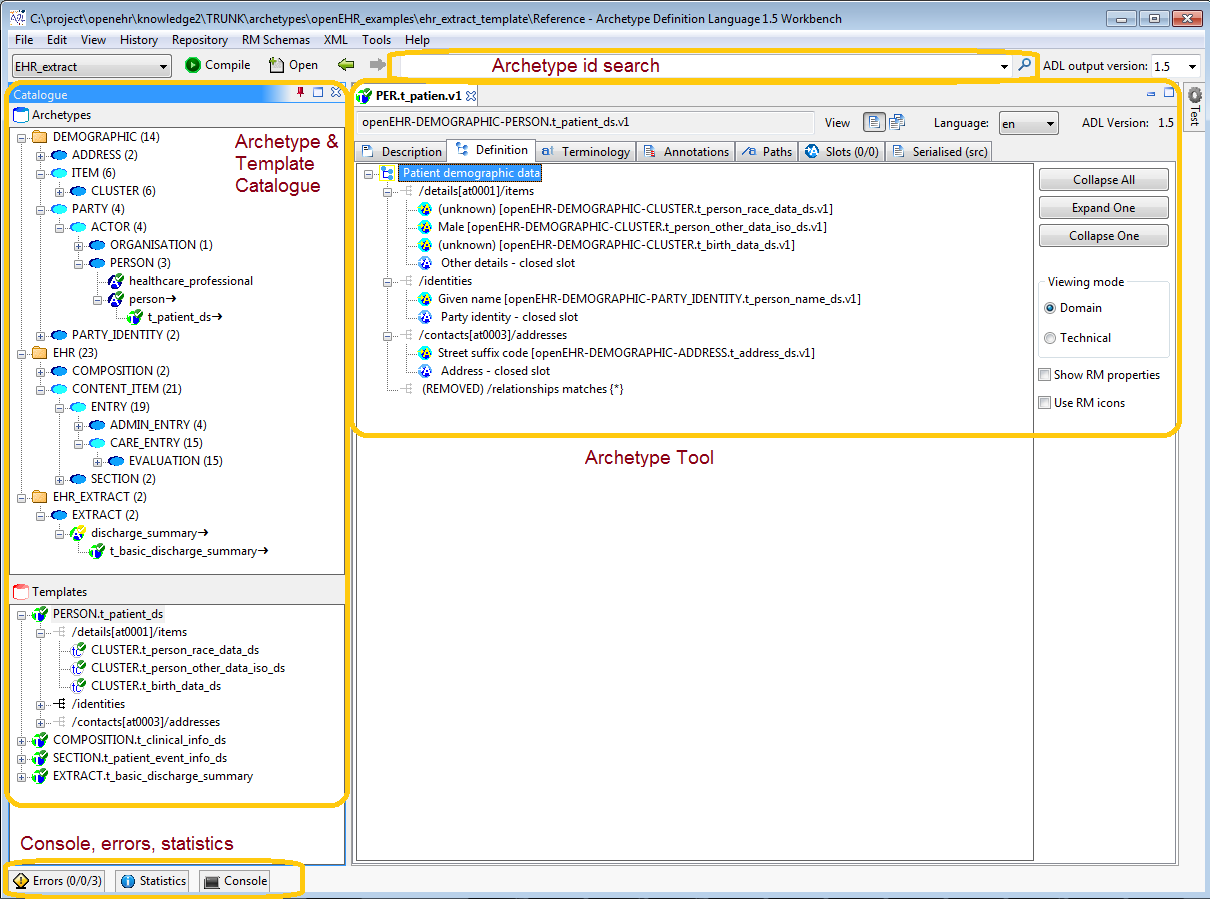 C:\project\openehr\knowledge2\TRUNK\archetypes\openEHR_examples\ehr_extract_template\Reference - Archetype Definition Language 1.5 Workbench
File Edit View History Repository RM Schemas XML Tools Help
EHR_extract Compile Open Archetype id search ADL output version: 1.5
Catalogue
Archetypes
DEMOGRAPHIC (14)
ADDRESS (2)
ITEM (6)
CLUSTER (6)
PARTY (4)
ACTOR (4)
ORGANISATION (1)
PERSON (3)
healthcare_professional
person→
t_patient_ds→
PARTY_IDENTITY (2)
EHR (23)
COMPOSITION (2)
CONTENT_ITEM (21)
ENTRY (19)
ADMIN_ENTRY (4)
CARE_ENTRY (15)
EVALUATION (15)
SECTION (2)
EHR_EXTRACT (2)
EXTRACT (2)
discharge_summary→
t_basic_discharge_summary→
Archetype &
Template
Catalogue
Templates
PERSON.t_patient_ds
/details[at0001]/items
CLUSTER.t_person_race_data_ds
CLUSTER.t_person_other_data_iso_ds
CLUSTER.t_birth_data_ds
/identities
/contacts[at0003]/addresses
COMPOSITION.t_clinical_info_ds
SECTION.t_patient_event_info_ds
EXTRACT.t_basic_discharge_summary
Console, errors, statistics
Errors (0/0/3) Statistics Console
PER.t_patien.v1
openEHR-DEMOGRAPHIC-PERSON.t_patient_ds.v1 View Language: en ADL Version: 1.5
Description Definition a! Terminology Annotations Paths Slots (0/0) Serialised (src)
Patient demographic data
/details[at0001]/items
(unknown) [openEHR-DEMOGRAPHIC-CLUSTER.t_person_race_data_ds.v1]
Male [openEHR-DEMOGRAPHIC-CLUSTER.t_person_other_data_iso_ds.v1]
(unknown) [openEHR-DEMOGRAPHIC-CLUSTER.t_birth_data_ds.v1]
Other details - closed slot
/identities
Given name [openEHR-DEMOGRAPHIC-PARTY_IDENTITY.t_person_name_ds.v1]
Party identity - closed slot
/contacts[at0003]/addresses
Street suffix code [openEHR-DEMOGRAPHIC-ADDRESS.t_address_ds.v1]
Address - closed slot
(REMOVED) /relationships matches {*}
Archetype Tool
Collapse All
Expand One
Collapse One
Viewing mode
Domain
Technical
Show RM properties
Use RM icons
Test